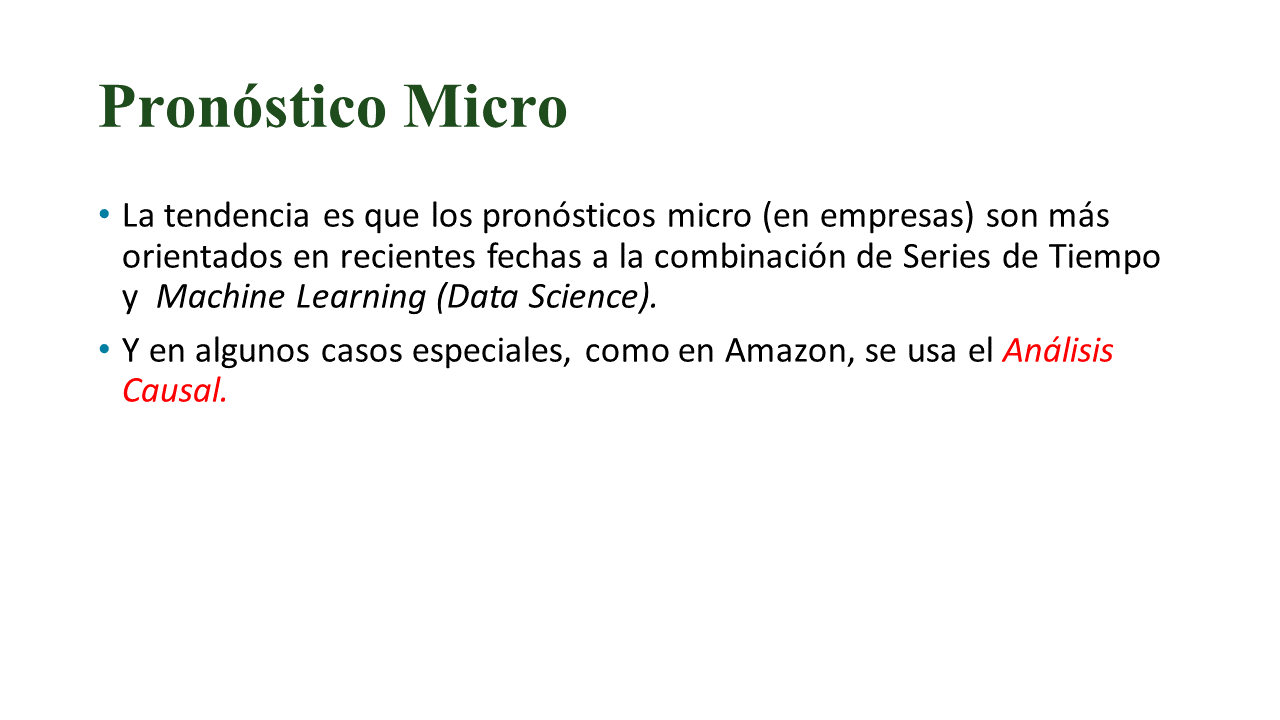 Pronóstico Micro
• La tendencia es que los pronósticos micro (en empresas) son más
orientados en recientes fechas a la combinación de Series de Tiempo
y Machine Learning (Data Science).
• Y en algunos casos especiales, como en Amazon, se usa el Análisis
Causal.